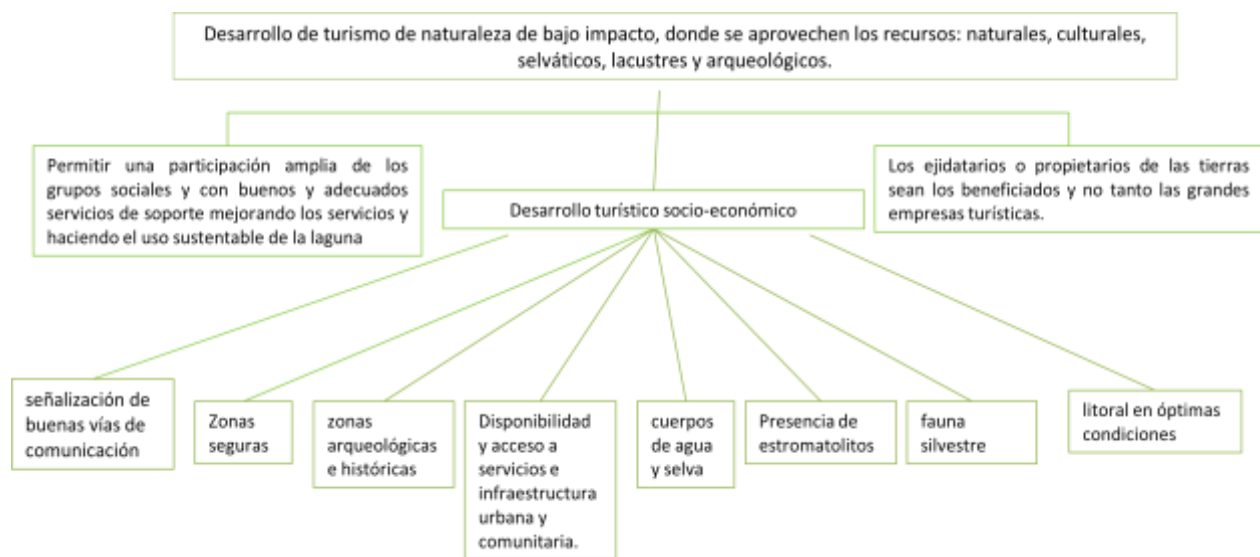 Desarrollo de turismo de naturaleza de bajo impacto, donde se aprovechen los recursos: naturales, culturales,
selváticos, lacustres y arqueológicos.
Permitir una participación amplia de los
grupos sociales y con buenos y adecuados
servicios de soporte mejorando los servicios y
haciendo el uso sustentable de la laguna
Los ejidatarios o propietarios de las tierras
sean los beneficiados y no tanto las grandes
empresas turísticas.
Desarrollo turístico socio-económico
señalización de
buenas vías de
comunicación
Zonas
seguras
zonas
arqueológicas
e históricas
Disponibilidad
y acceso a
servicios e
infraestructura
urbana y
comunitaria.
cuerpos
de agua
y selva
Presencia de
estromatolitos
fauna
silvestre
litoral en óptimas
condiciones